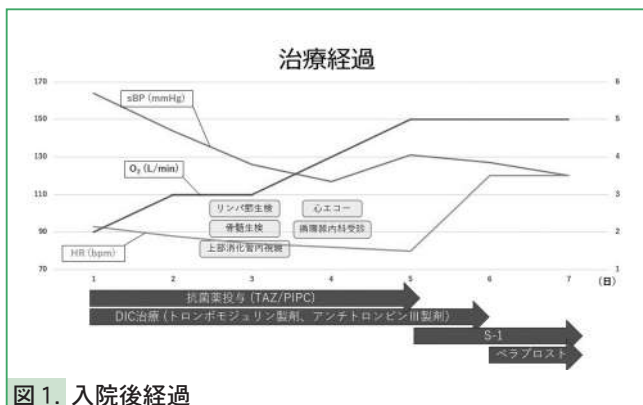 治療経過
170
150
130
110
90
70
6
5
4
3
2
1
sBP (mmHg)
O₂ (L/min)
HR (bpm)
リンパ節生検
心エコー
骨髄生検
循環器内科受診
上部消化管内視鏡
1 2 3 4 5 6 7 (日)
抗菌薬投与 (TAZ/PIPC)
DIC治療 (トロンボモジュリン製剤、アンチトロンビンⅢ製剤)
S-1
ベラプロスト
図1. 入院後経過